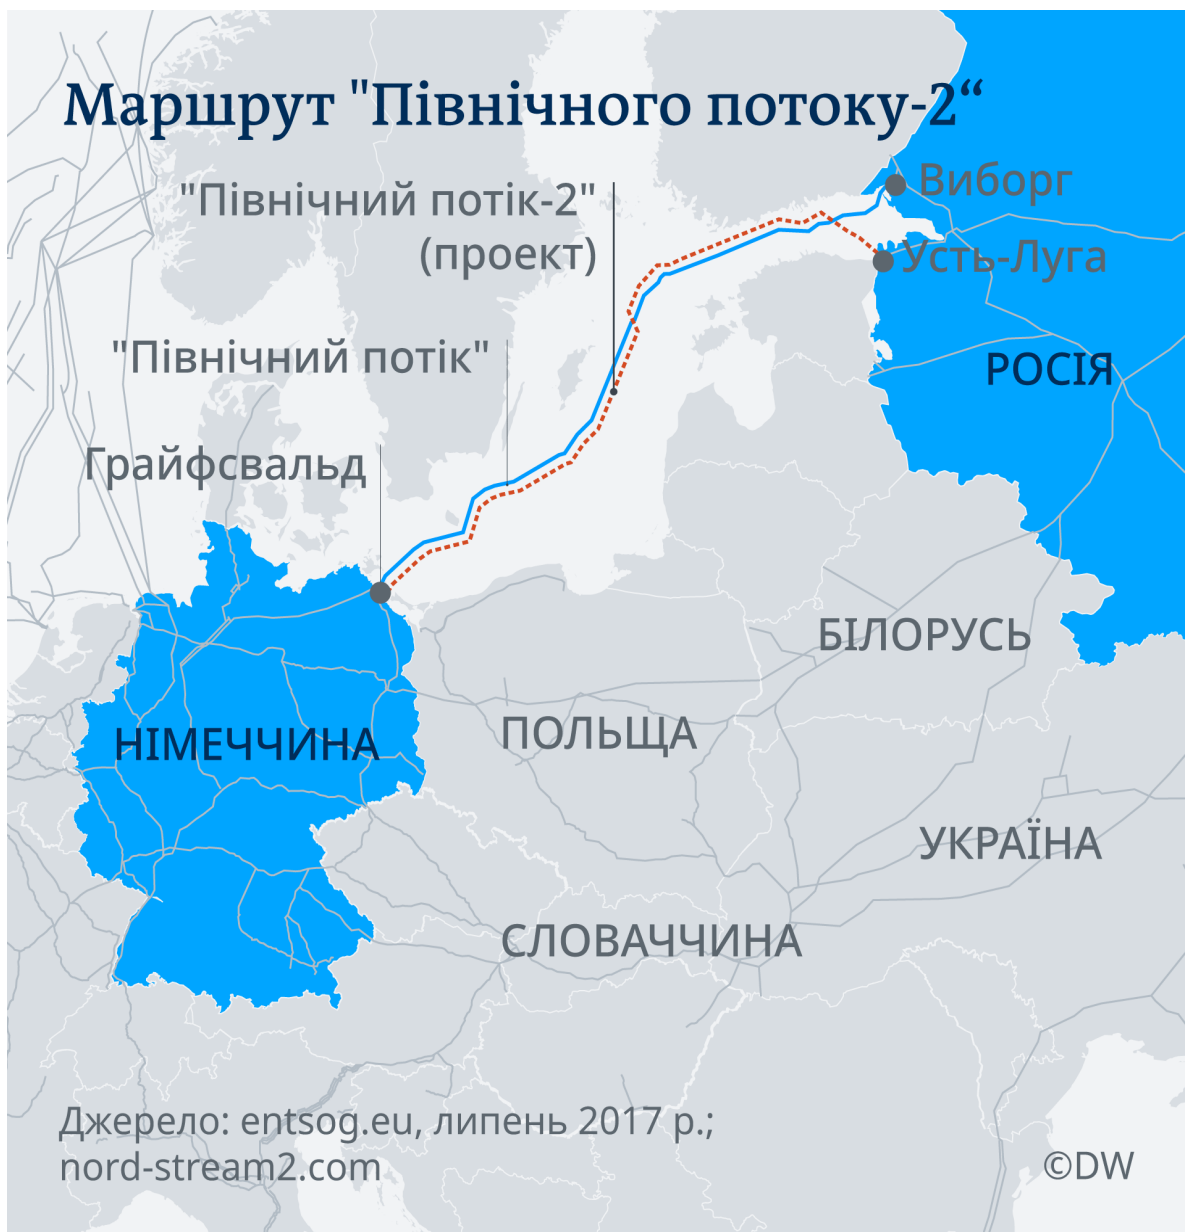 Маршрут "Північного потоку-2“
Виборг
"Північний потік-2"
(проект)
Усть-Луга
"Північний потік"
РОСІЯ
Грайфсвальд
БІЛОРУСЬ
НІМЕЧЧИНА
ПОЛЬЩА
УКРАЇНА
СЛОВАЧЧИНА
Джерело: entsog.eu, липень 2017 р.;
nord-stream2.com
©DW